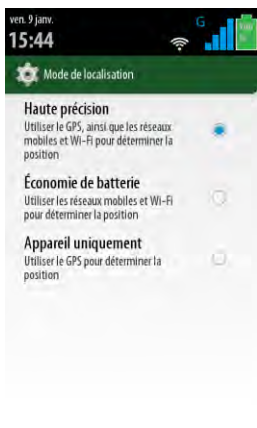 ven. 9 janv.
15:44
G
Mode de localisation
Haute précision
Utiliser le GPS, ainsi que les réseaux
mobiles et Wi-Fi pour déterminer la
position
Économie de batterie
Utiliser les réseaux mobiles et Wi-Fi
pour déterminer la position
Appareil uniquement
Utiliser le GPS pour déterminer la
position